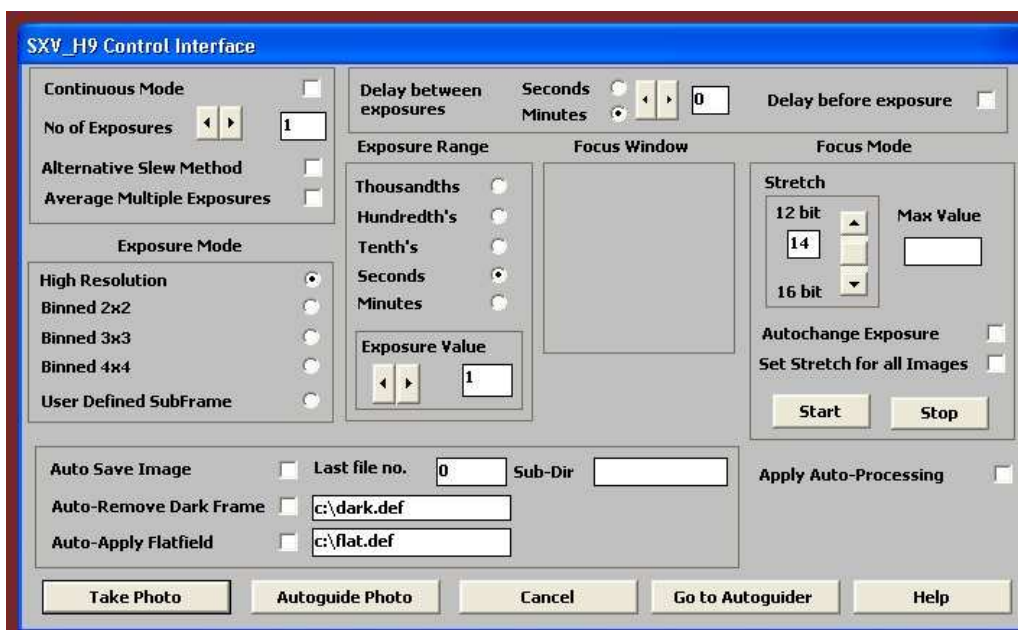 SXV_H9 Control Interface
Continuous Mode
No of Exposures 1
Alternative Slew Method
Average Multiple Exposures
Delay between exposures
Seconds
Minutes
0
Delay before exposure
Exposure Mode
High Resolution
Binned 2x2
Binned 3x3
Binned 4x4
User Defined SubFrame
Exposure Range
Thousandths
Hundredth's
Tenth's
Seconds
Minutes
Exposure Value
1
Focus Window
Focus Mode
Stretch
12 bit
14
16 bit
Max Value
Autochange Exposure
Set Stretch for all Images
Start Stop
Auto Save Image Last file no. 0 Sub-Dir
Auto-Remove Dark Frame c:\dark.def
Auto-Apply Flatfield c:\flat.def
Apply Auto-Processing
Take Photo Autoguide Photo Cancel Go to Autoguider Help